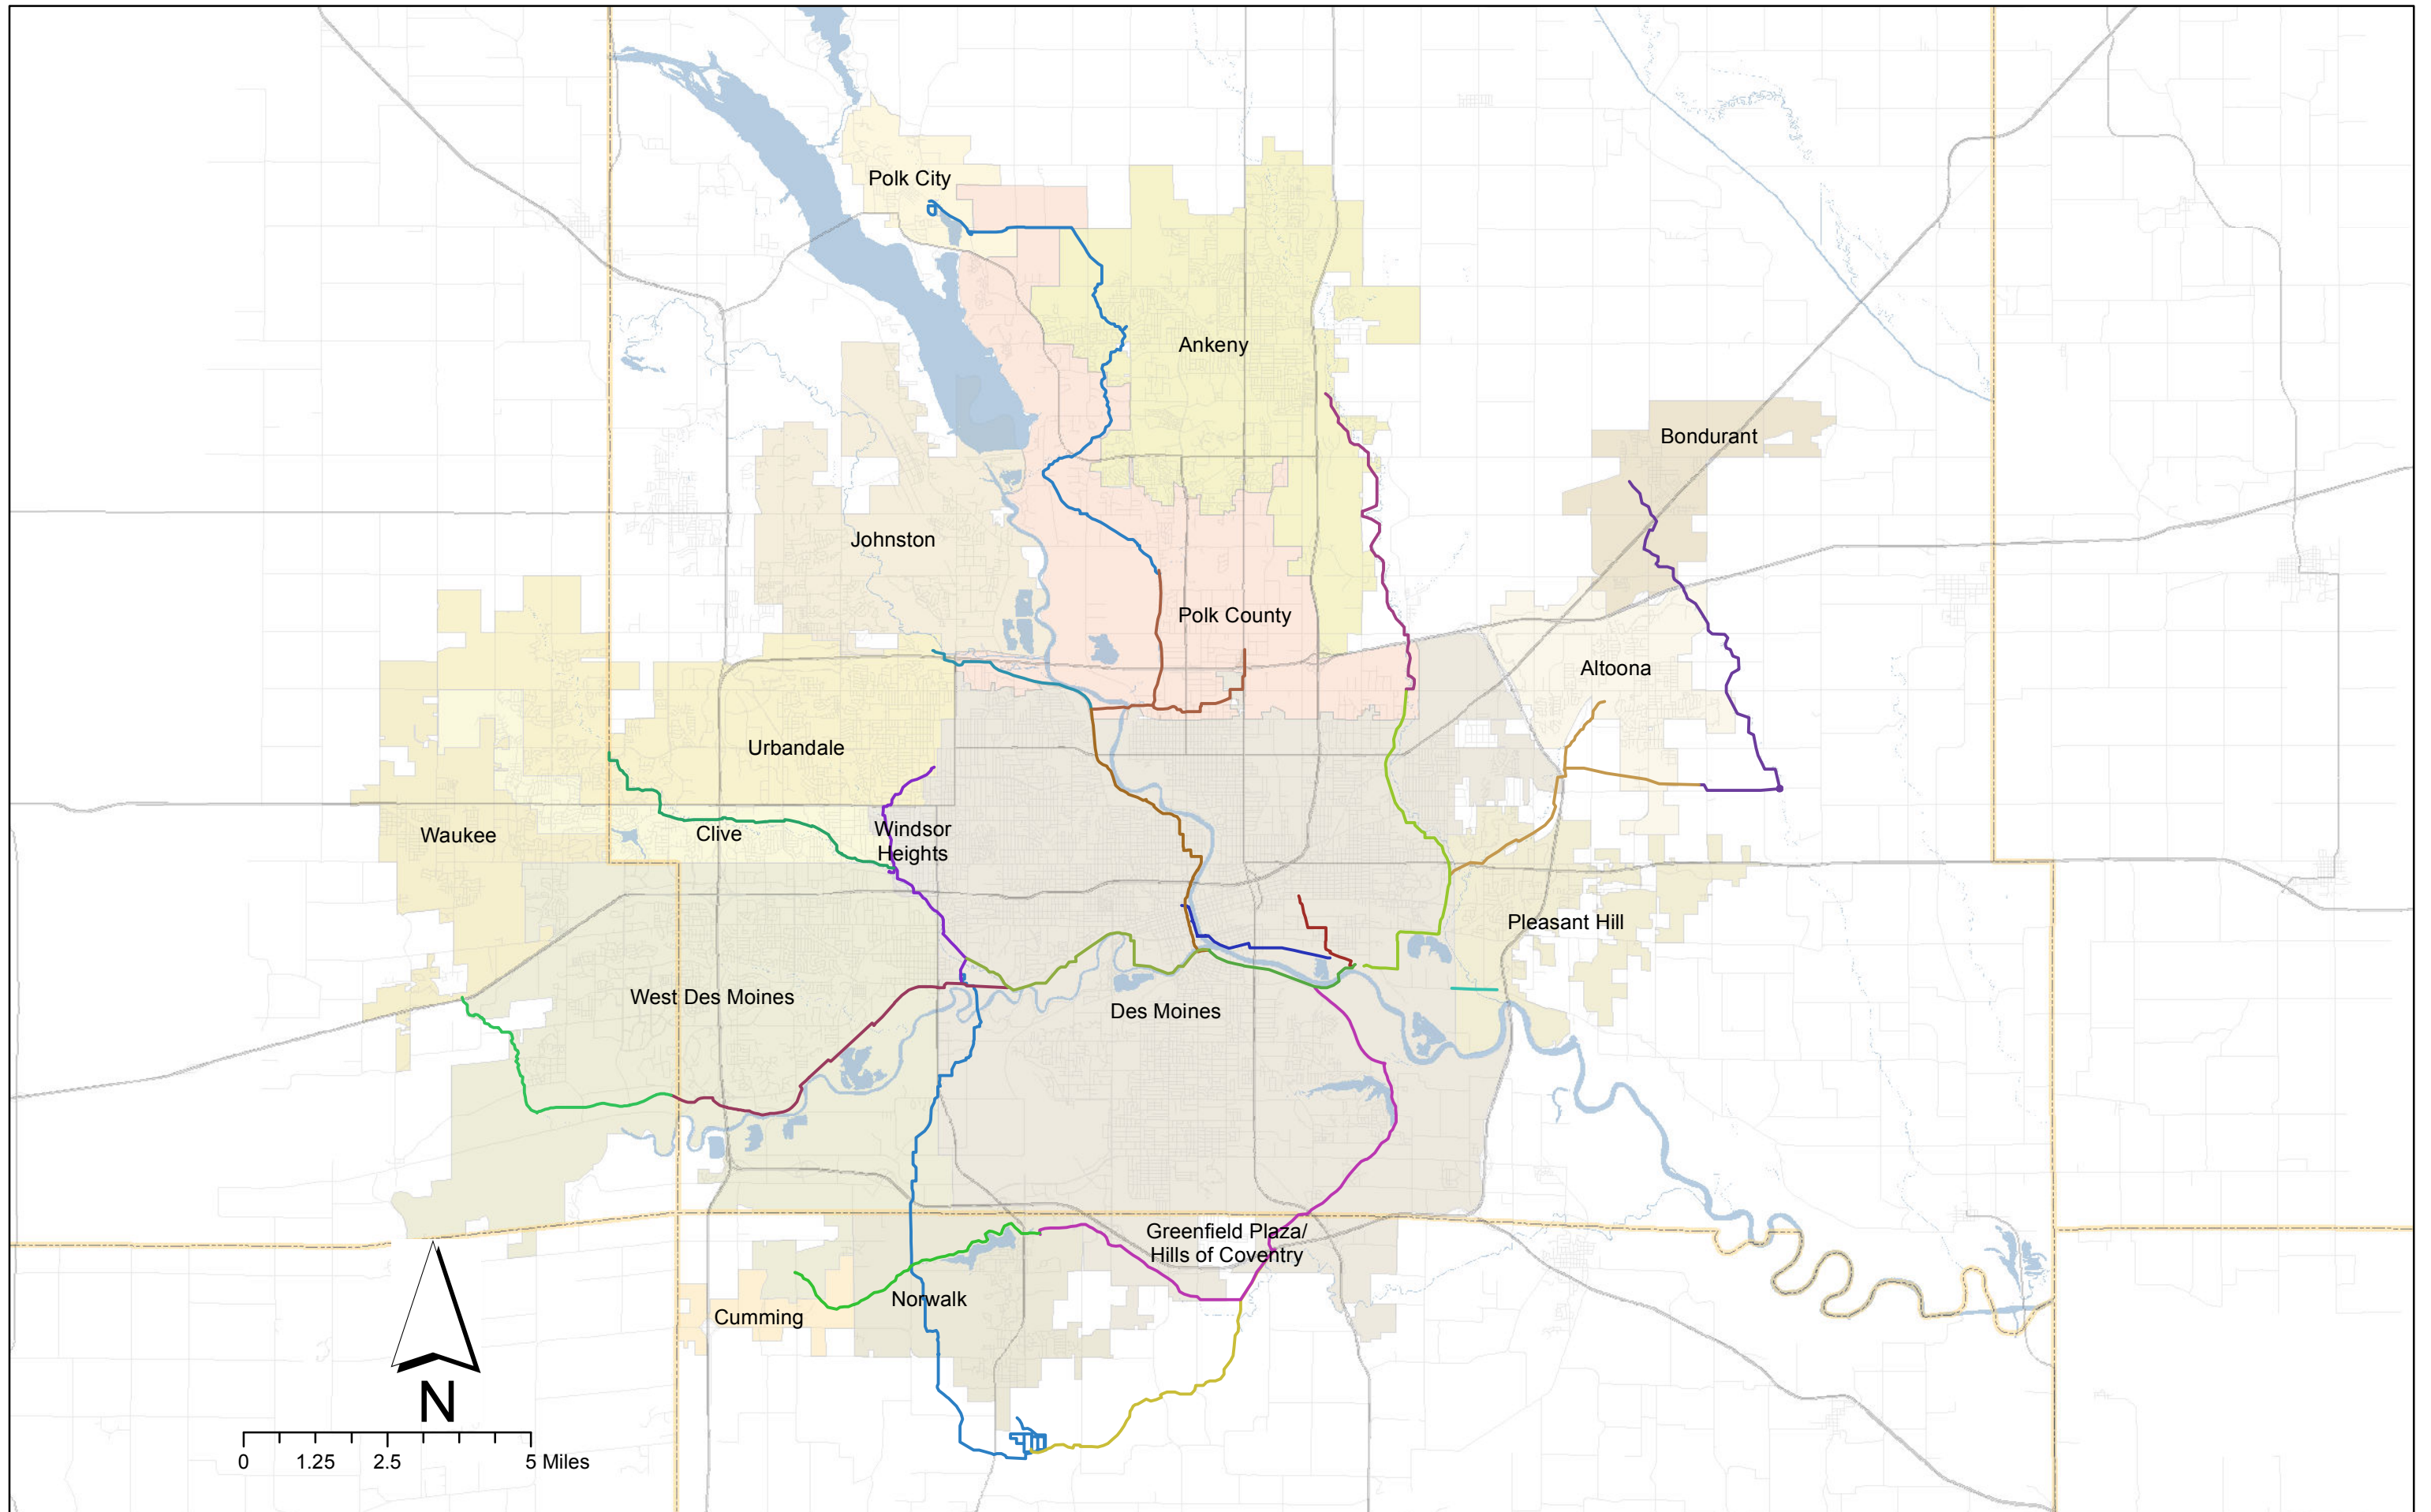 Polk City
Ankeny
Bondurant
Johnston
Polk County
Altoona
Urbandale
Waukee
Clive
Windsor
Heights
Pleasant Hill
West Des Moines
Des Moines
Greenfield Plaza/
Hills of Coventry
Norwalk
Cumming
N
0 1.25 2.5 5 Miles